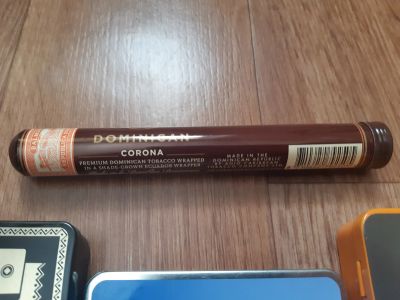 DOMINICAN
CORONA
PREMIUM DOMINICAN TOBACCO WRAPPED
IN A SHADE-GROWN ECUADOR WRAPPER
MADE IN THE
DOMINICAN REPUBLIC